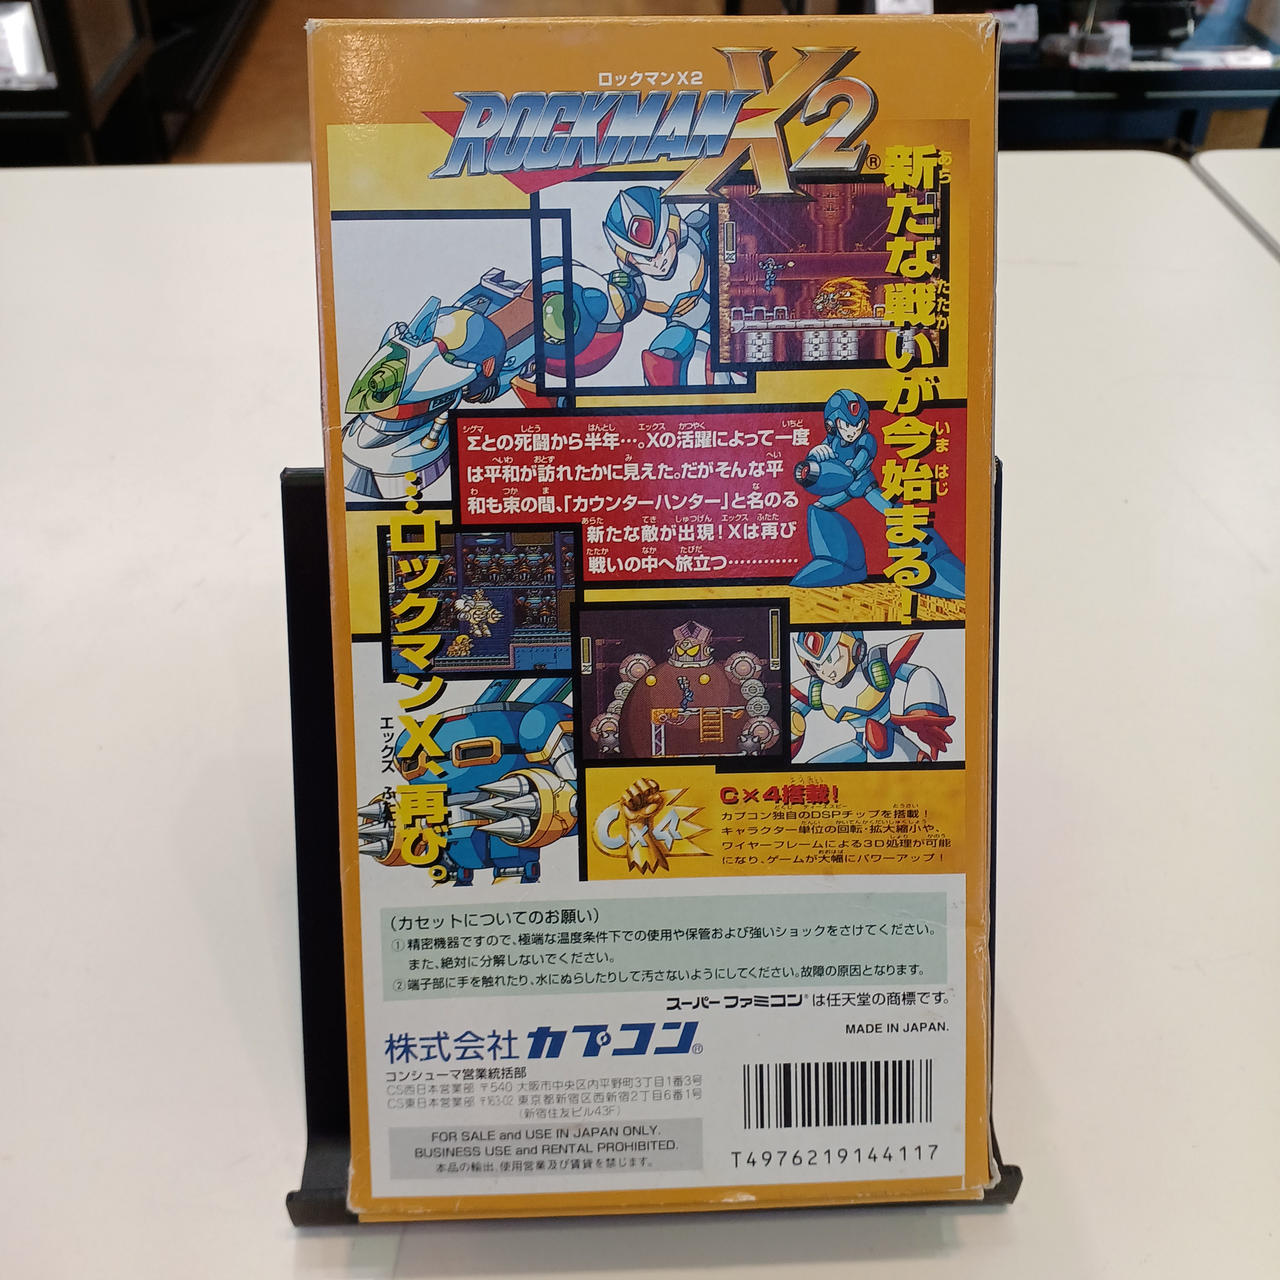 ロックマンX2
ROCKMAN X2®
新たな戦いが今始まる!
Σとの死闘から半年…。Xの活躍によって一度
は平和が訪れたかに見えた。だがそんな平
和も束の間、「カウンターハンター」と名のる
新たな敵が出現!Xは再び
戦いの中へ旅立つ…………
…ロックマンX、再び。
C×4
C×4搭載!
カプコン独自のDSPチップを搭載!
キャラクター単位の回転・拡大縮小や、
ワイヤーフレームによる3D処理が可能
になり、ゲームが大幅にパワーアップ!
(カセットについてのお願い)
①精密機器ですので、極端な温度条件下での使用や保管および強いショックをさけてください。
また、絶対に分解しないでください。
②端子部に手を触れたり、水にぬらしたりして汚さないようにしてください。故障の原因となります。
スーパーファミコン®は任天堂の商標です。
株式会社カプコン®
MADE IN JAPAN.
コンシューマ営業統括部
CS西日本営業部 〒540 大阪市中央区内平野町3丁目1番3号
CS東日本営業部 〒163-02 東京都新宿区西新宿2丁目6番1号
(新宿住友ビル43F)
FOR SALE and USE IN JAPAN ONLY.
BUSINESS USE and RENTAL PROHIBITED.
本品の輸出、使用営業及び賃貸を禁じます。
T4976219144117